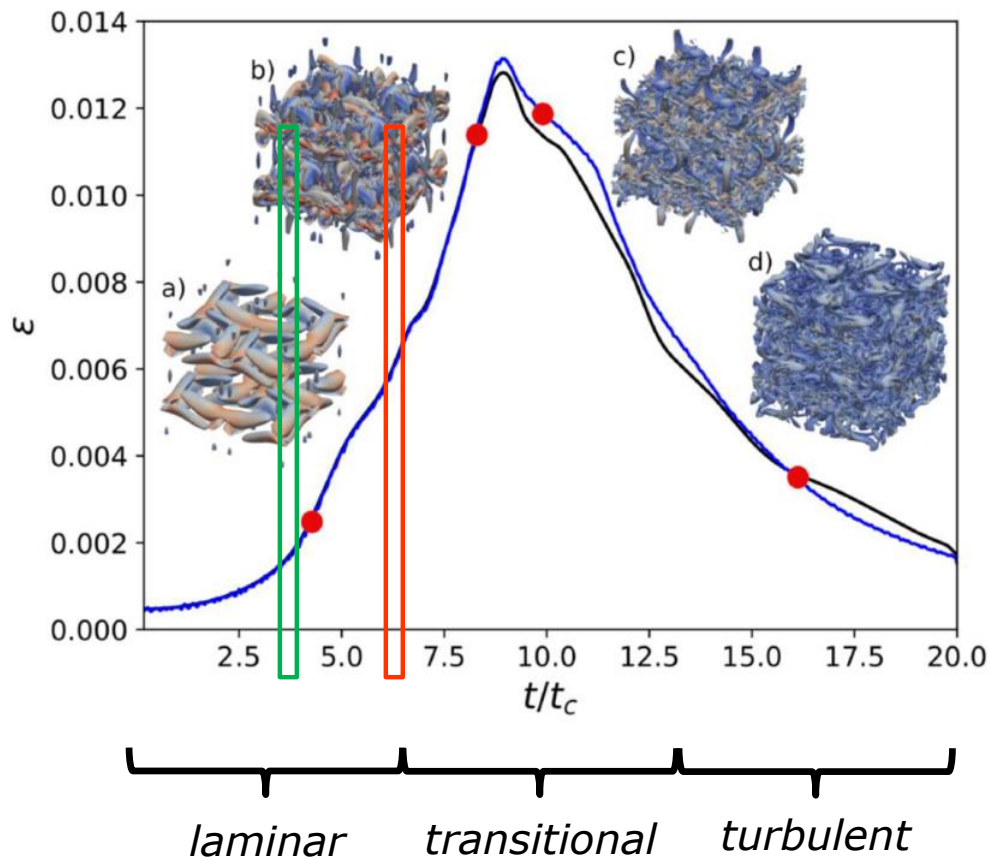 0.014
b)
c)
0.012
0.010
d)
a)
0.008
ε
0.006
0.004
0.002
0.000
2.5 5.0 7.5 10.0 12.5 15.0 17.5 20.0
t/t_c
laminar transitional turbulent